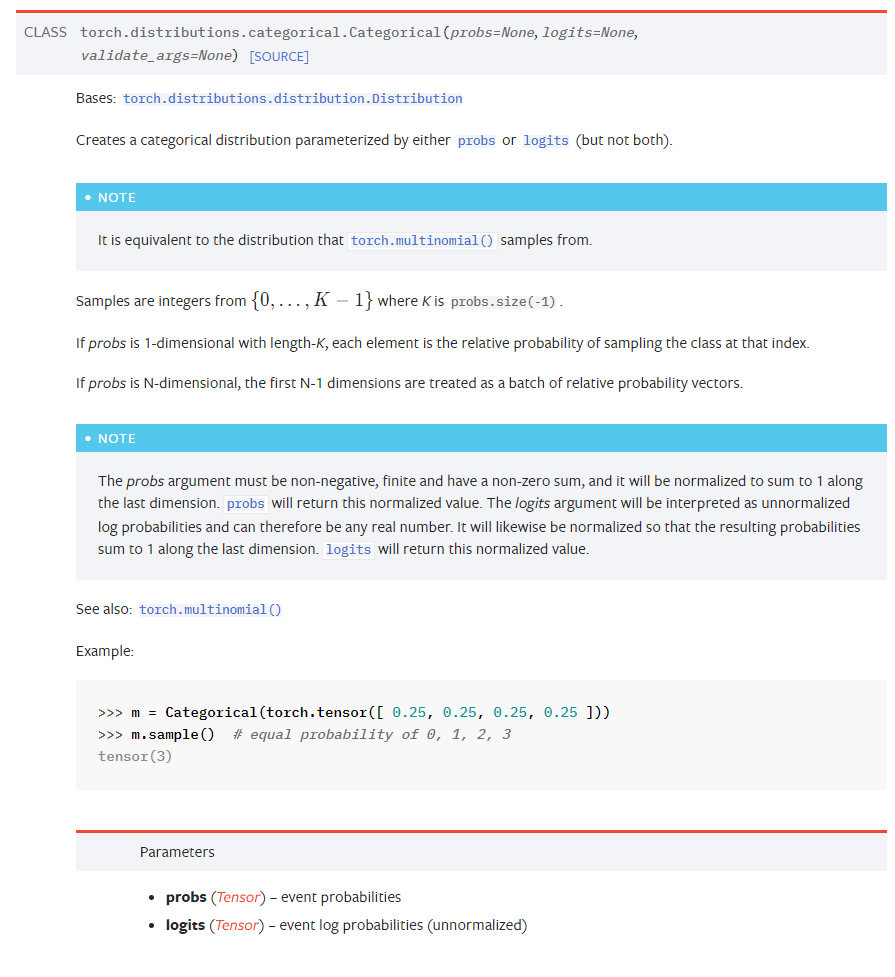 CLASS torch.distributions.categorical.Categorical(probs=None, logits=None,
validate_args=None) [SOURCE]
Bases: torch.distributions.distribution.Distribution
Creates a categorical distribution parameterized by either probs or logits (but not both).
• NOTE
It is equivalent to the distribution that torch.multinomial() samples from.
Samples are integers from {0, . . . , K − 1} where K is probs.size(-1) .
If probs is 1-dimensional with length-K, each element is the relative probability of sampling the class at that index.
If probs is N-dimensional, the first N-1 dimensions are treated as a batch of relative probability vectors.
• NOTE
The probs argument must be non-negative, finite and have a non-zero sum, and it will be normalized to sum to 1 along
the last dimension. probs will return this normalized value. The logits argument will be interpreted as unnormalized
log probabilities and can therefore be any real number. It will likewise be normalized so that the resulting probabilities
sum to 1 along the last dimension. logits will return this normalized value.
See also: torch.multinomial()
Example:
>>> m = Categorical(torch.tensor([ 0.25, 0.25, 0.25, 0.25 ]))
>>> m.sample()  # equal probability of 0, 1, 2, 3
tensor(3)
Parameters
• probs (Tensor) – event probabilities
• logits (Tensor) – event log probabilities (unnormalized)